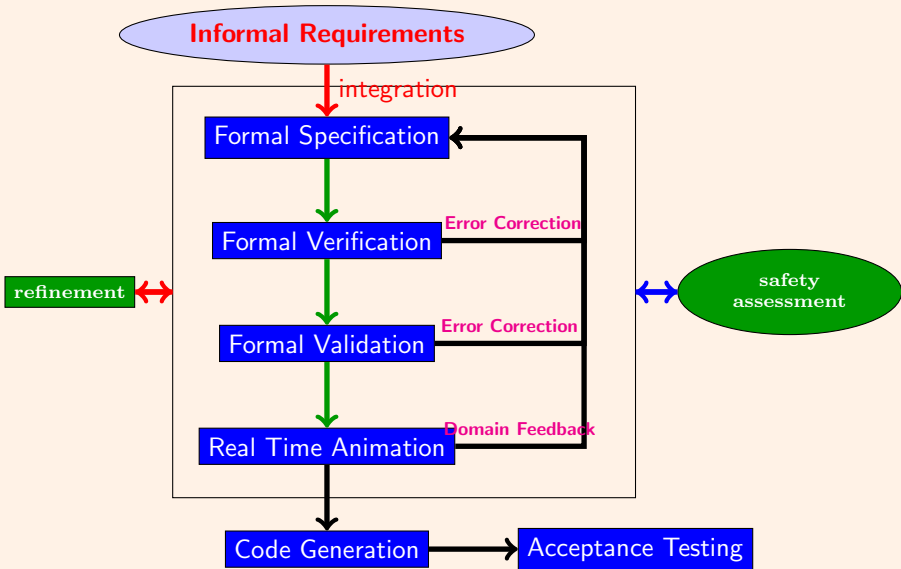 Informal Requirements
integration
Formal Specification
Error Correction
Formal Verification
refinement
safety
assessment
Error Correction
Formal Validation
Domain Feedback
Real Time Animation
Code Generation
Acceptance Testing